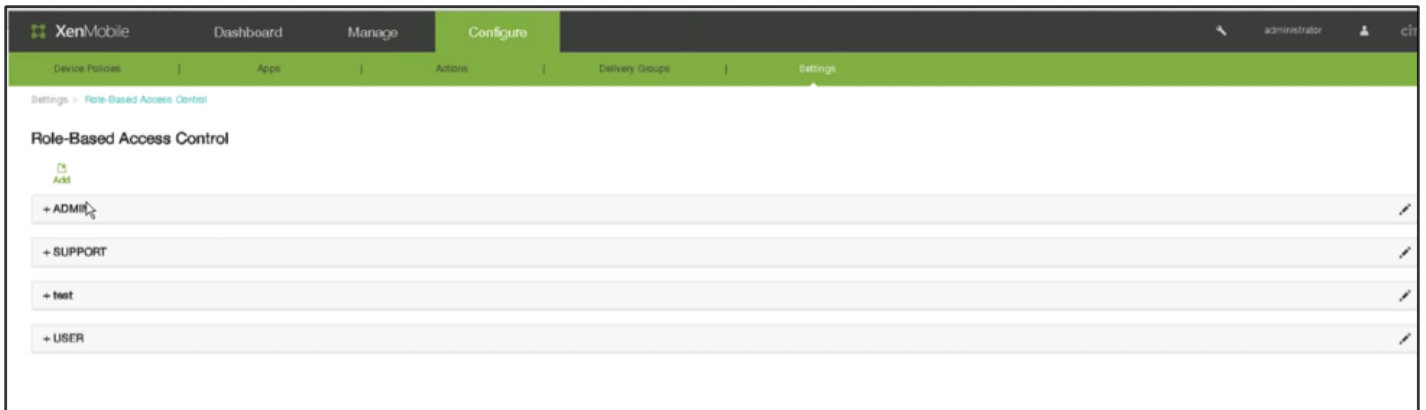 XenMobile Dashboard Manage Configure administrator
Device Policies | Apps | Actions | Delivery Groups | Settings
Settings > Role-Based Access Control
Role-Based Access Control
Add
+ ADMIN
+ SUPPORT
+ test
+ USER